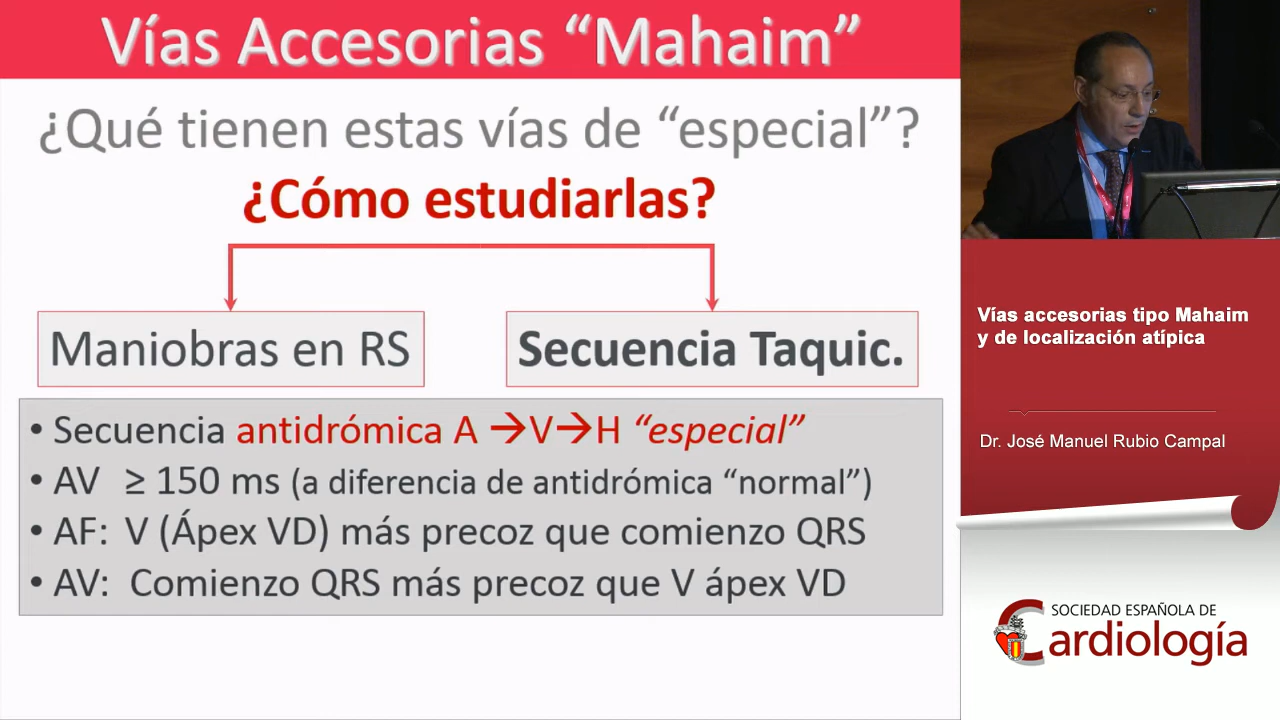 Vías Accesorias “Mahaim”
¿Qué tienen estas vías de “especial”?
¿Cómo estudiarlas?
Maniobras en RS
Secuencia Taquic.
• Secuencia antidrómica A →V→H “especial”
• AV ≥ 150 ms (a diferencia de antidrómica “normal”)
• AF: V (Ápex VD) más precoz que comienzo QRS
• AV: Comienzo QRS más precoz que V ápex VD
Vías accesorias tipo Mahaim
y de localización atípica
Dr. José Manuel Rubio Campal
SOCIEDAD ESPAÑOLA DE
Cardiología